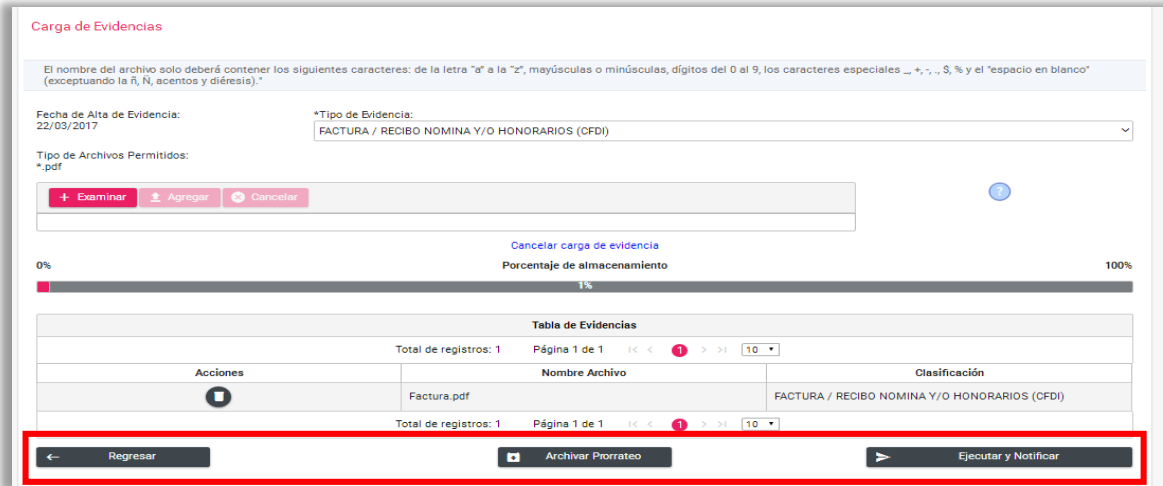 Carga de Evidencias
El nombre del archivo solo deberá contener los siguientes caracteres: de la letra "a" a la "z", mayúsculas o minúsculas, dígitos del 0 al 9, los caracteres especiales _, +, -, ., $, % y el "espacio en blanco"
(exceptuando la ñ, Ñ, acentos y diéresis)."
Fecha de Alta de Evidencia:
22/03/2017
*Tipo de Evidencia:
FACTURA / RECIBO NOMINA Y/O HONORARIOS (CFDI)
Tipo de Archivos Permitidos:
*.pdf
+ Examinar Agregar Cancelar
?
Cancelar carga de evidencia
0% Porcentaje de almacenamiento 100%
1%
Tabla de Evidencias
Total de registros: 1 Página 1 de 1 |< < 1 > >| 10
Acciones Nombre Archivo Clasificación
Factura.pdf FACTURA / RECIBO NOMINA Y/O HONORARIOS (CFDI)
Total de registros: 1 Página 1 de 1 |< < 1 > >| 10
Regresar Archivar Prorrateo Ejecutar y Notificar